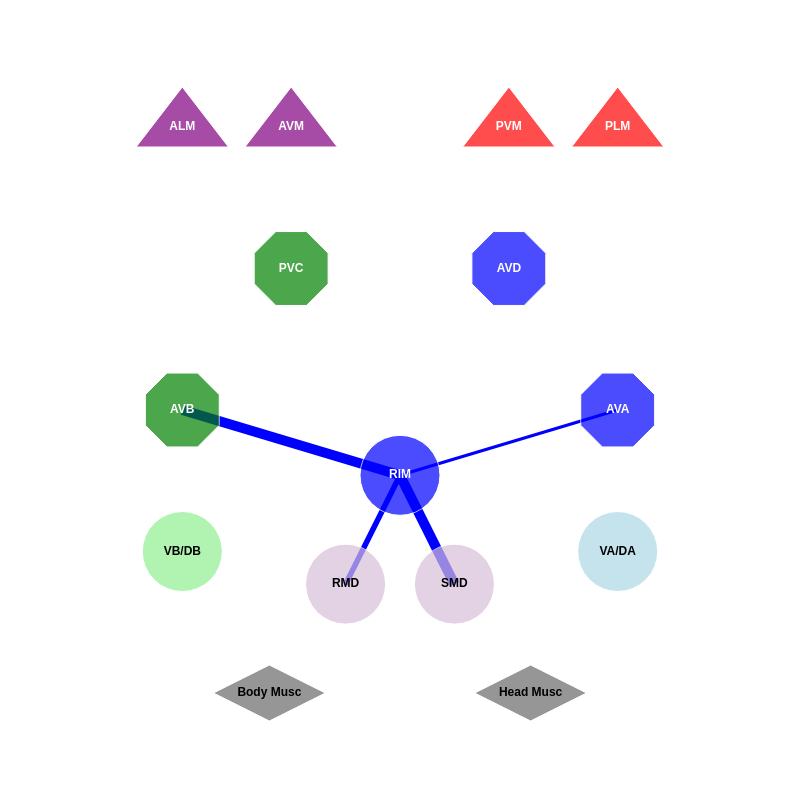 ALM
AVM
PVM
PLM
PVC
AVD
AVB
AVA
RIM
VB/DB
VA/DA
RMD
SMD
Body Musc
Head Musc